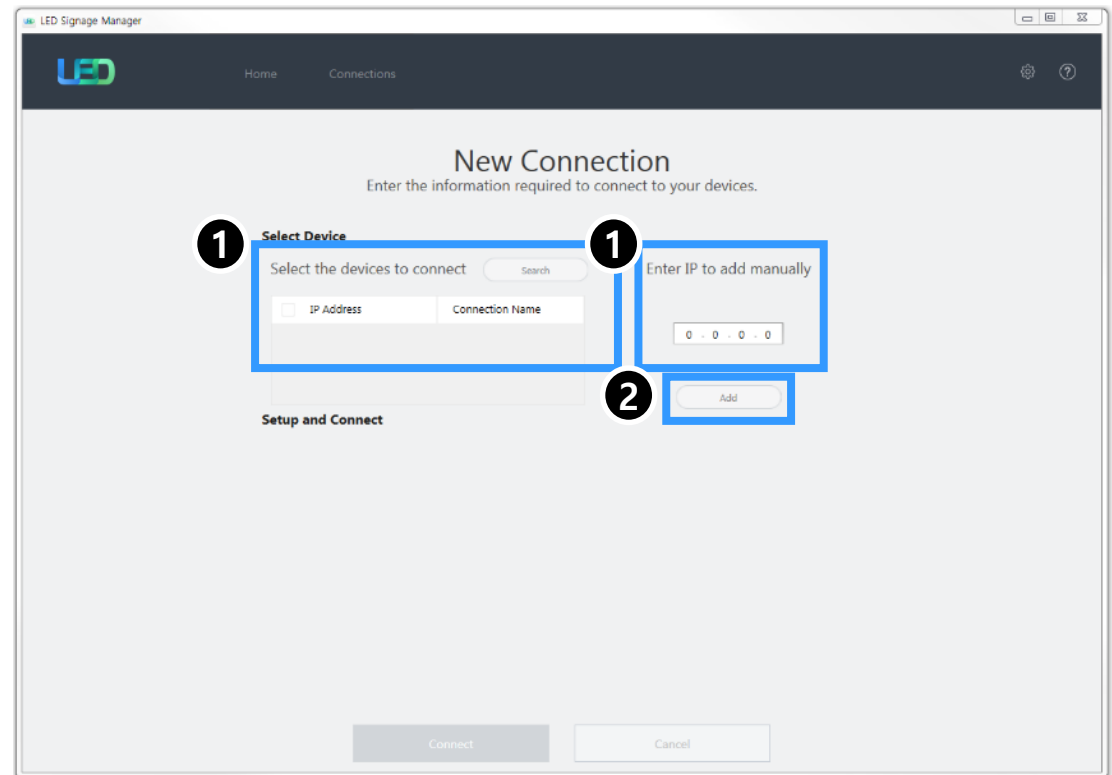 LED Signage Manager
LED
Home Connections
New Connection
Enter the information required to connect to your devices.
Select Device
1 1
Select the devices to connect Search Enter IP to add manually
IP Address Connection Name
0 . 0 . 0 . 0
2 Add
Setup and Connect
Connect Cancel